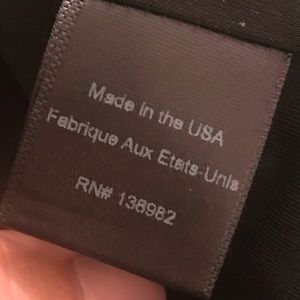 Made in the USA
Fabrique Aux Etats-Unis
RN# 136982